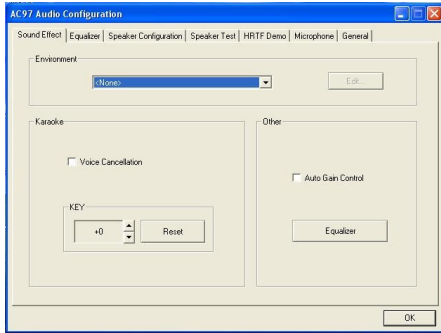 AC97 Audio Configuration
Sound Effect Equalizer Speaker Configuration Speaker Test HRTF Demo Microphone General
Environment
<None>
Edit...
Karaoke
Other
Voice Cancellation
Auto Gain Control
KEY
+0
Reset
Equalizer
OK